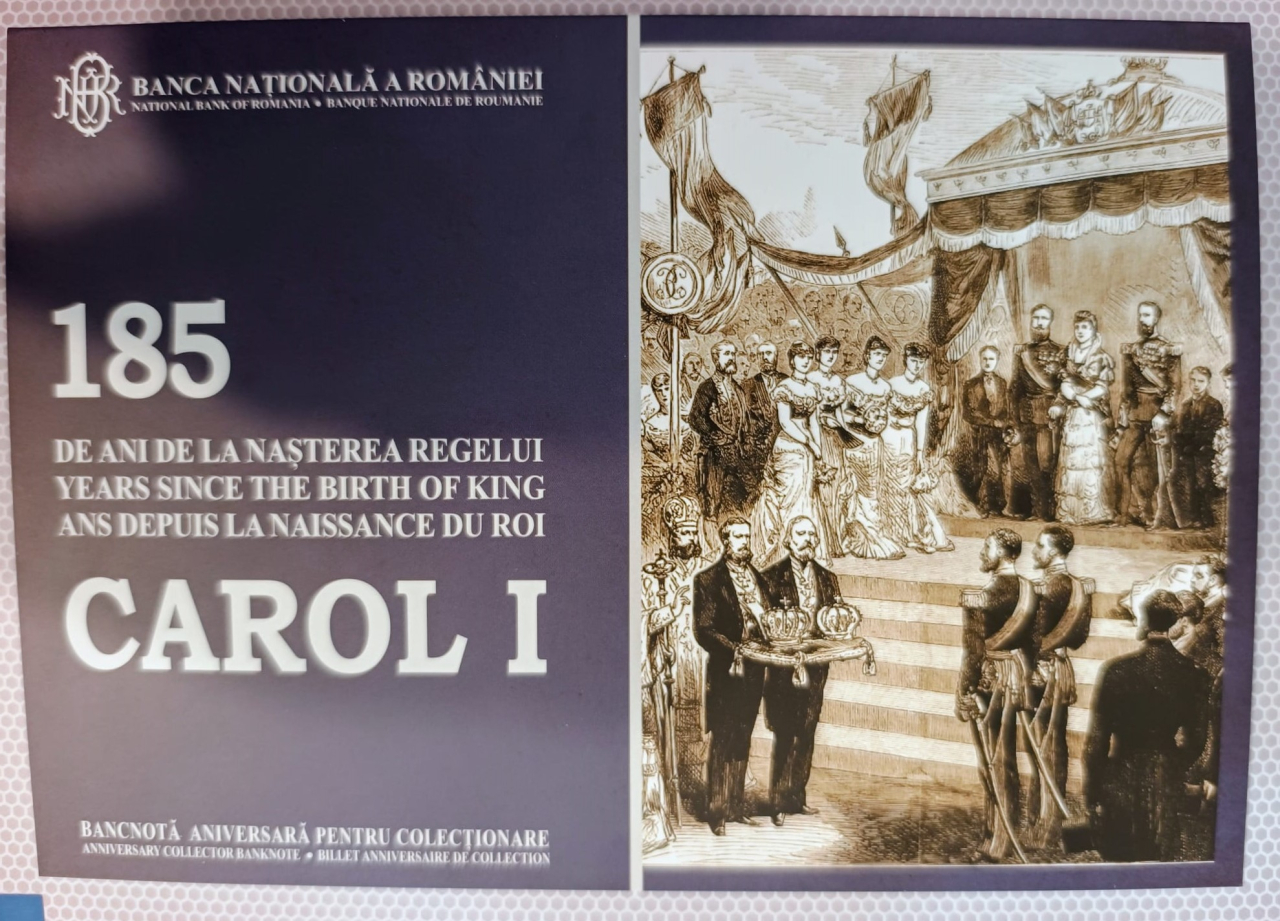 BANCA NAȚIONALĂ A ROMÂNIEI
NATIONAL BANK OF ROMANIA • BANQUE NATIONALE DE ROUMANIE
185
DE ANI DE LA NAȘTEREA REGELUI
YEARS SINCE THE BIRTH OF KING
ANS DEPUIS LA NAISSANCE DU ROI
CAROL I
BANCNOTĂ ANIVERSARĂ PENTRU COLECȚIONARE
ANNIVERSARY COLLECTOR BANKNOTE • BILLET ANNIVERSAIRE DE COLLECTION